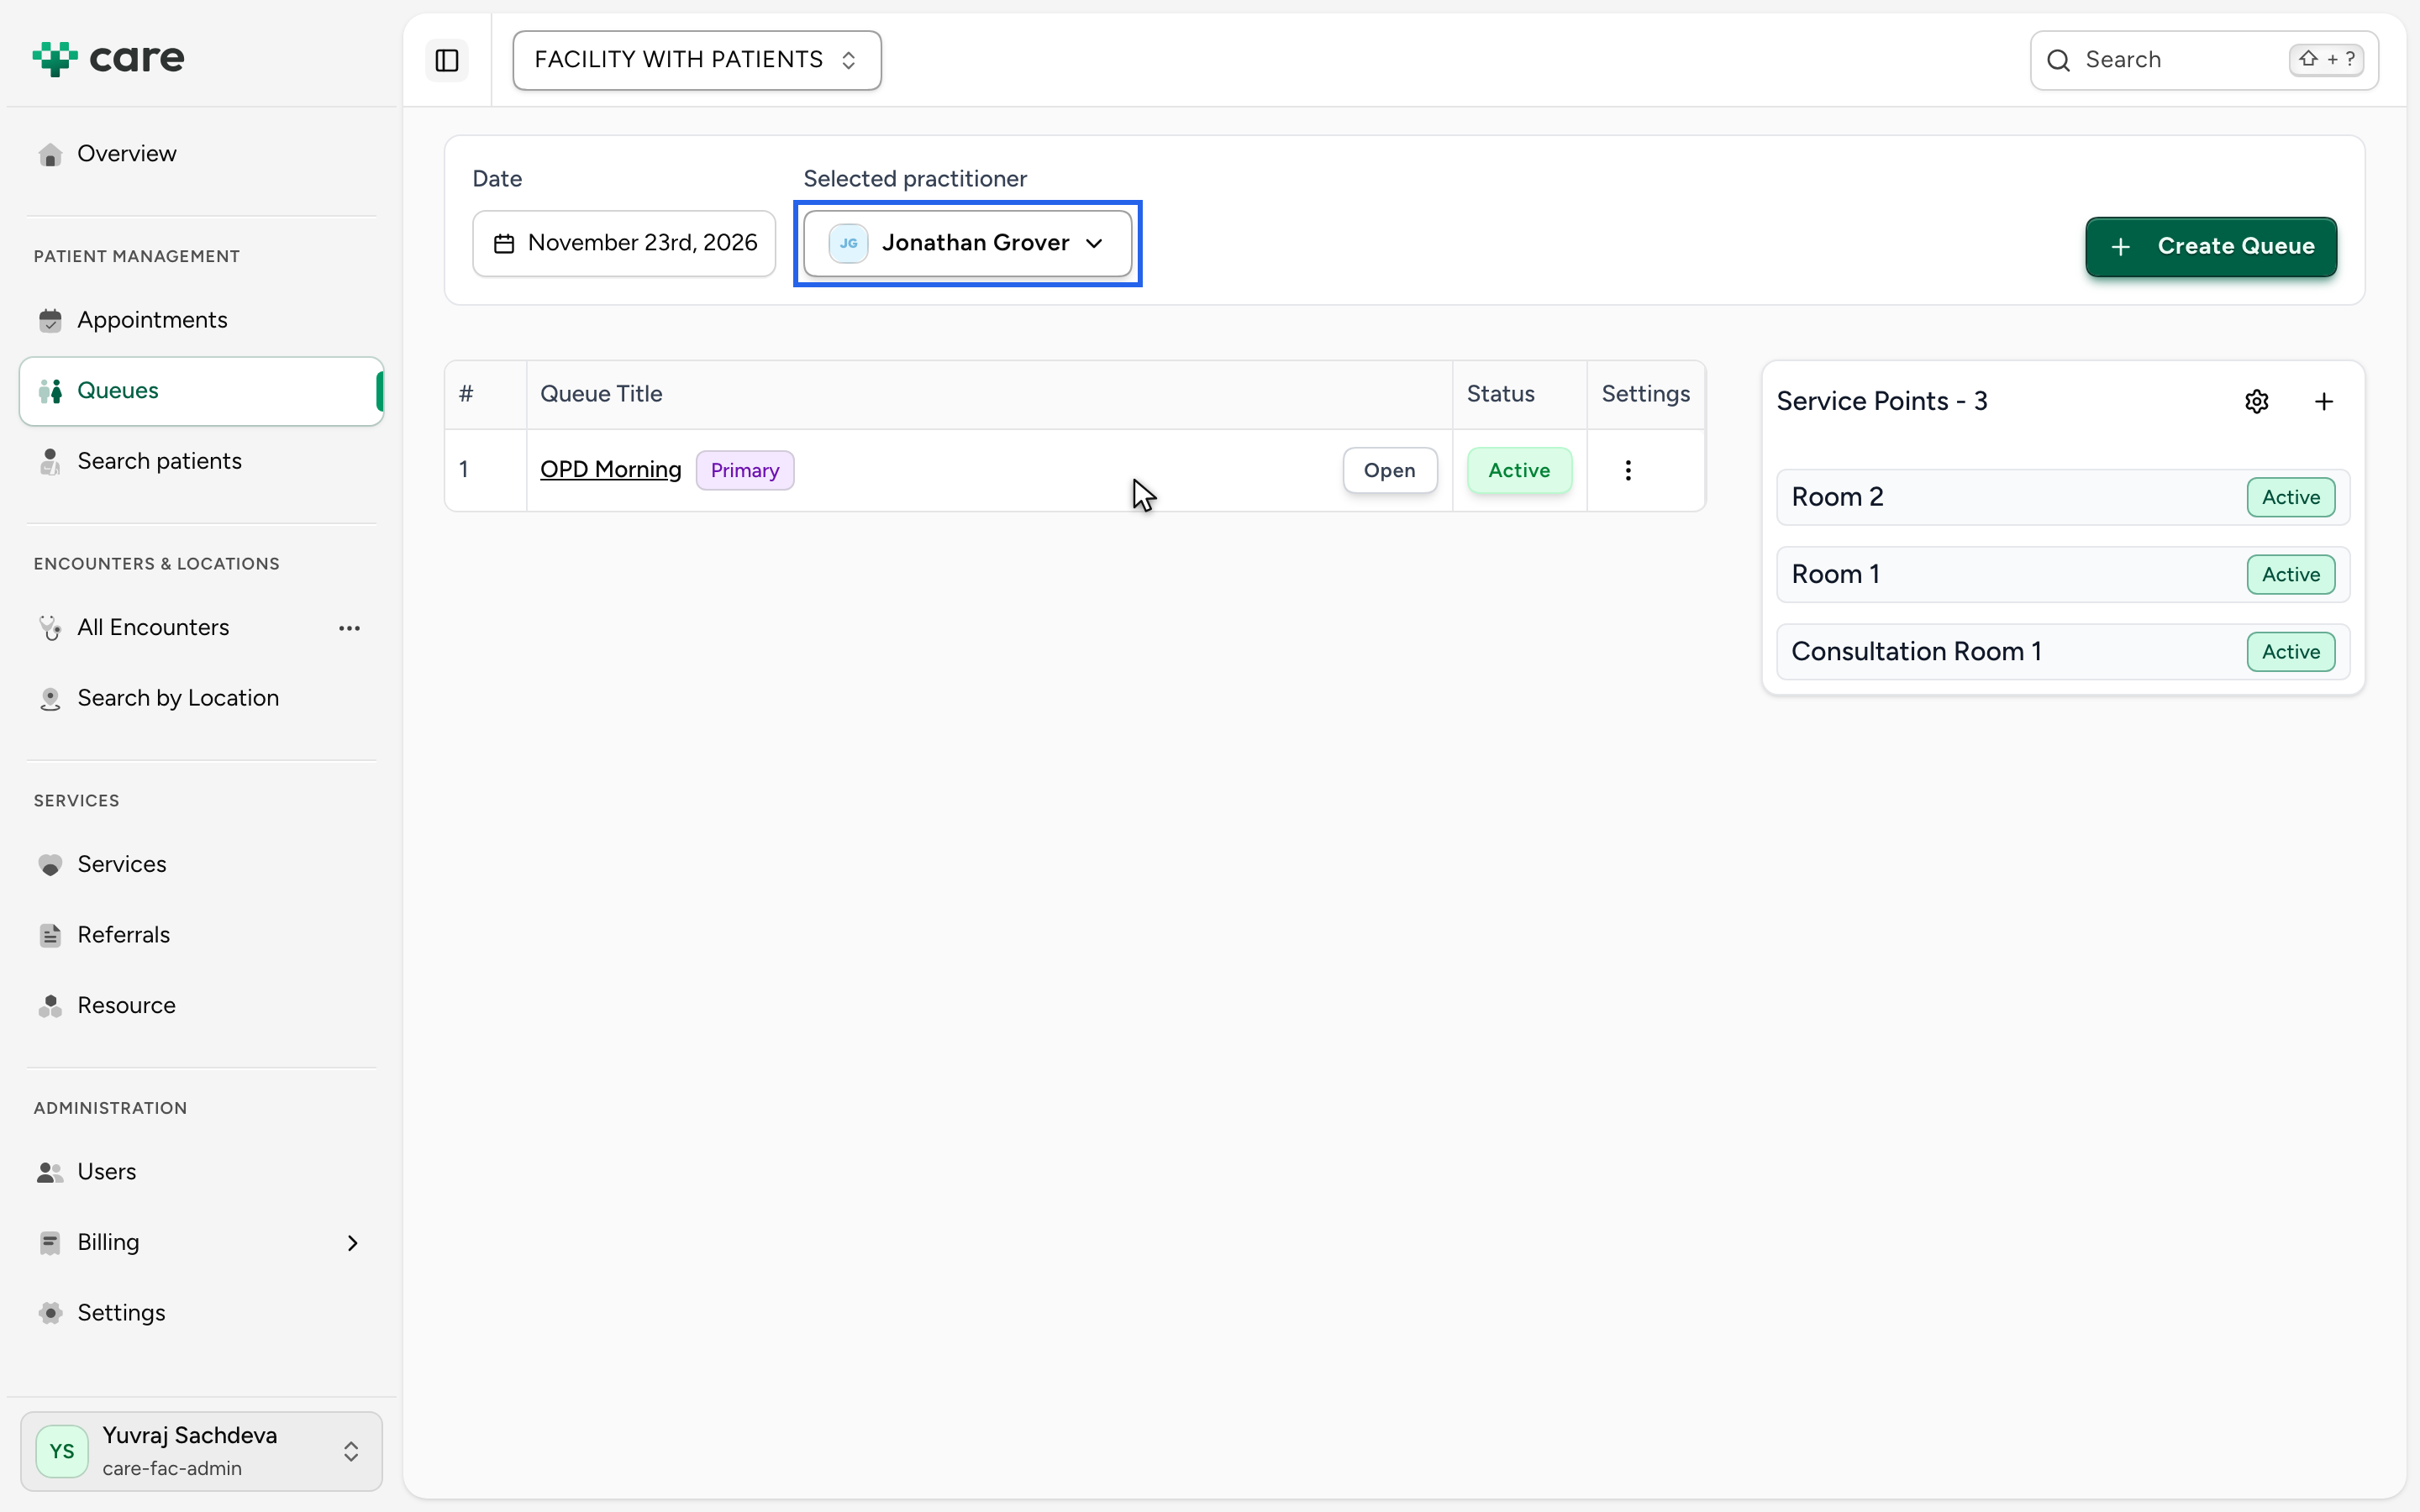 care
FACILITY WITH PATIENTS
Search
+ ?
Overview
PATIENT MANAGEMENT
Appointments
Queues
Search patients
ENCOUNTERS & LOCATIONS
All Encounters
Search by Location
SERVICES
Services
Referrals
Resource
ADMINISTRATION
Users
Billing
Settings
YS
Yuvraj Sachdeva
care-fac-admin
Date
Selected practitioner
November 23rd, 2026
JG
Jonathan Grover
Create Queue
# Queue Title Status Settings
1 OPD Morning Primary Open Active
Service Points - 3
Room 2 Active
Room 1 Active
Consultation Room 1 Active